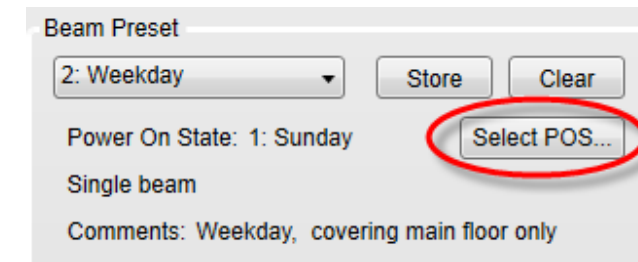 Beam Preset
2: Weekday Store Clear
Power On State: 1: Sunday Select POS...
Single beam
Comments: Weekday, covering main floor only